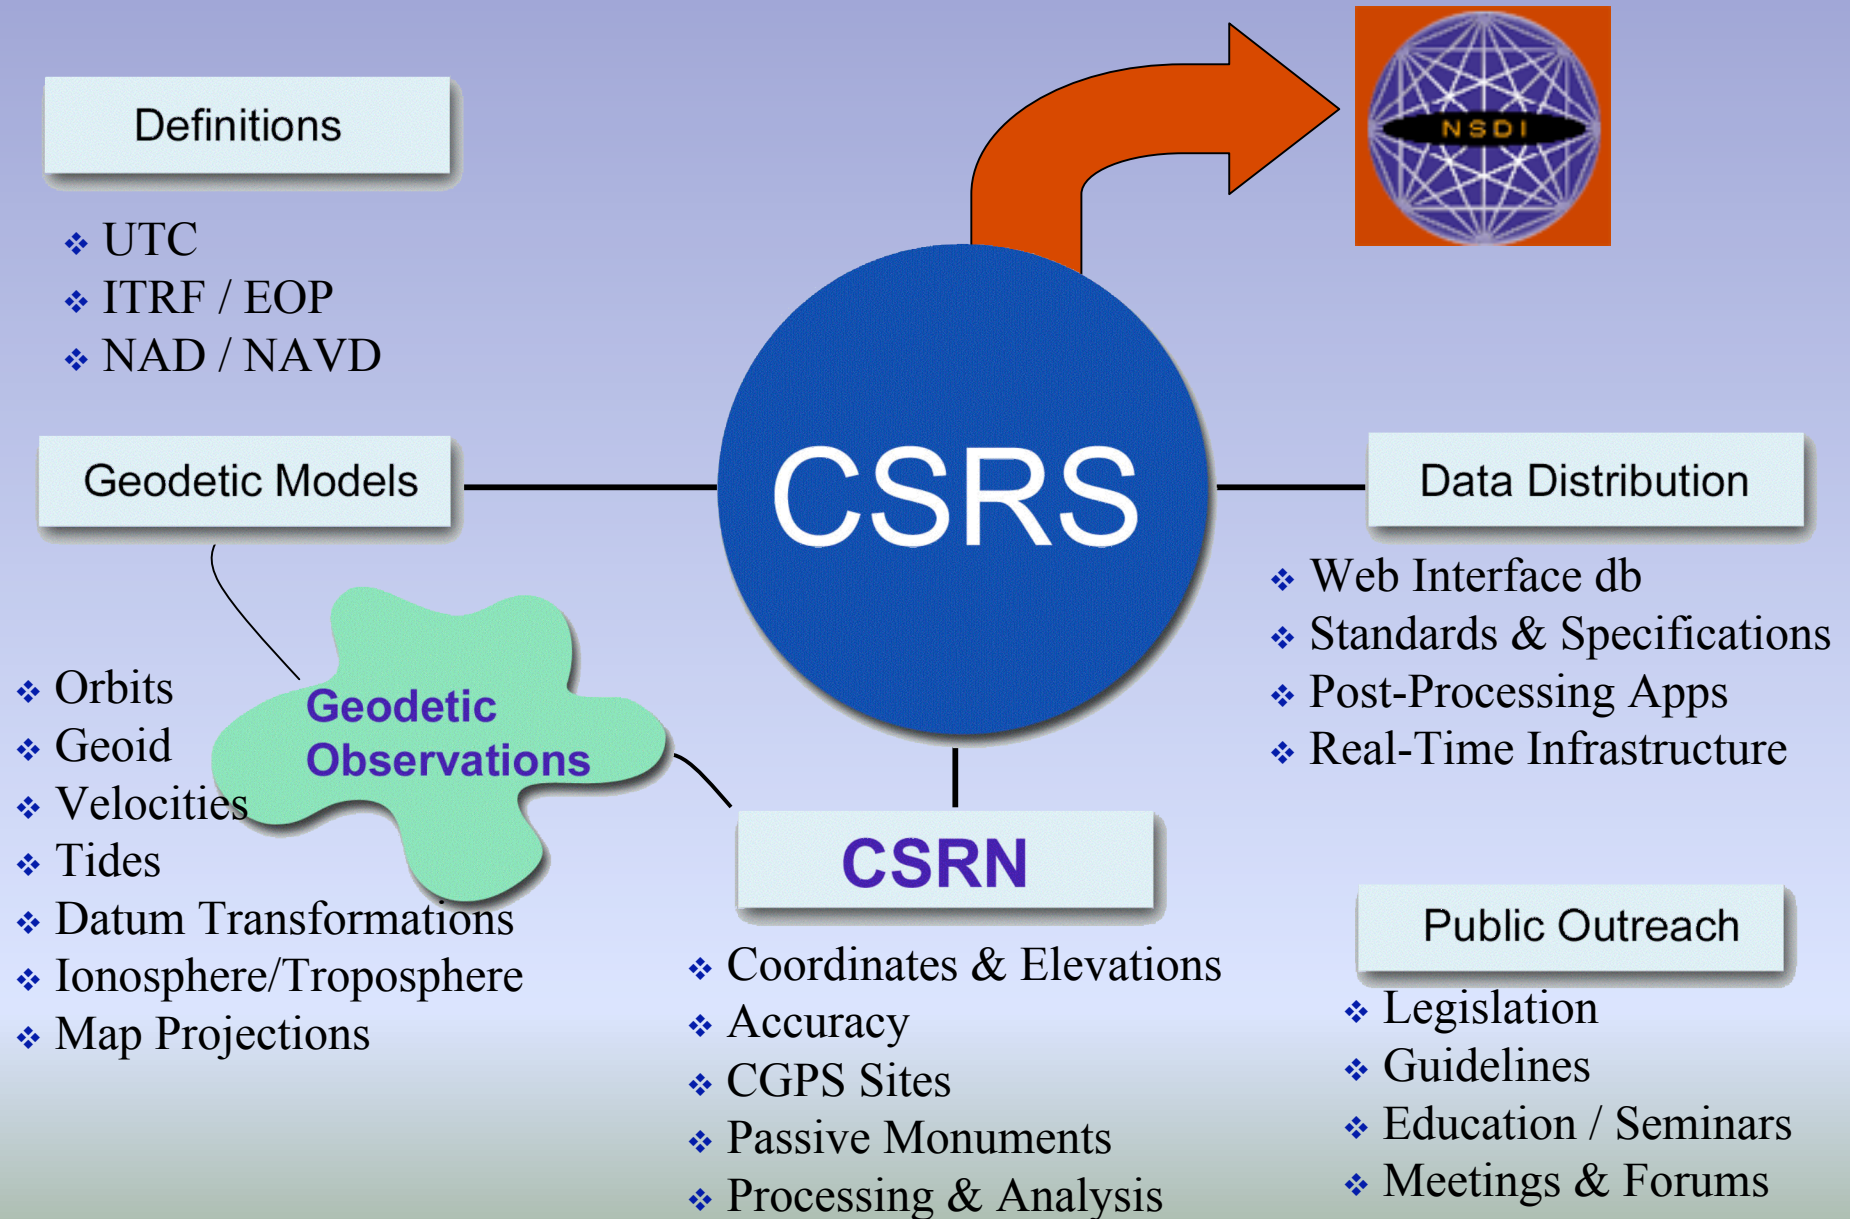 Definitions
UTC
ITRF / EOP
NAD / NAVD
NSDI
CSRS
Geodetic Models
Geodetic
Observations
Orbits
Geoid
Velocities
Tides
Datum Transformations
Ionosphere/Troposphere
Map Projections
CSRN
Coordinates & Elevations
Accuracy
CGPS Sites
Passive Monuments
Processing & Analysis
Data Distribution
Web Interface db
Standards & Specifications
Post-Processing Apps
Real-Time Infrastructure
Public Outreach
Legislation
Guidelines
Education / Seminars
Meetings & Forums